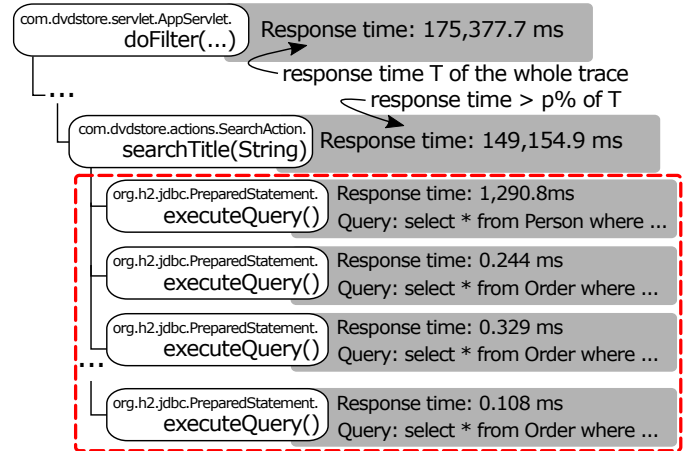 com.dvdstore.servlet.AppServlet.
doFilter(...)
Response time: 175,377.7 ms
response time T of the whole trace
...
response time > p% of T
com.dvdstore.actions.SearchAction.
searchTitle(String)
Response time: 149,154.9 ms
org.h2.jdbc.PreparedStatement.
executeQuery()
Response time: 1,290.8ms
Query: select * from Person where ...
org.h2.jdbc.PreparedStatement.
executeQuery()
Response time: 0.244 ms
Query: select * from Order where ...
org.h2.jdbc.PreparedStatement.
executeQuery()
Response time: 0.329 ms
Query: select * from Order where ...
...
org.h2.jdbc.PreparedStatement.
executeQuery()
Response time: 0.108 ms
Query: select * from Order where ...